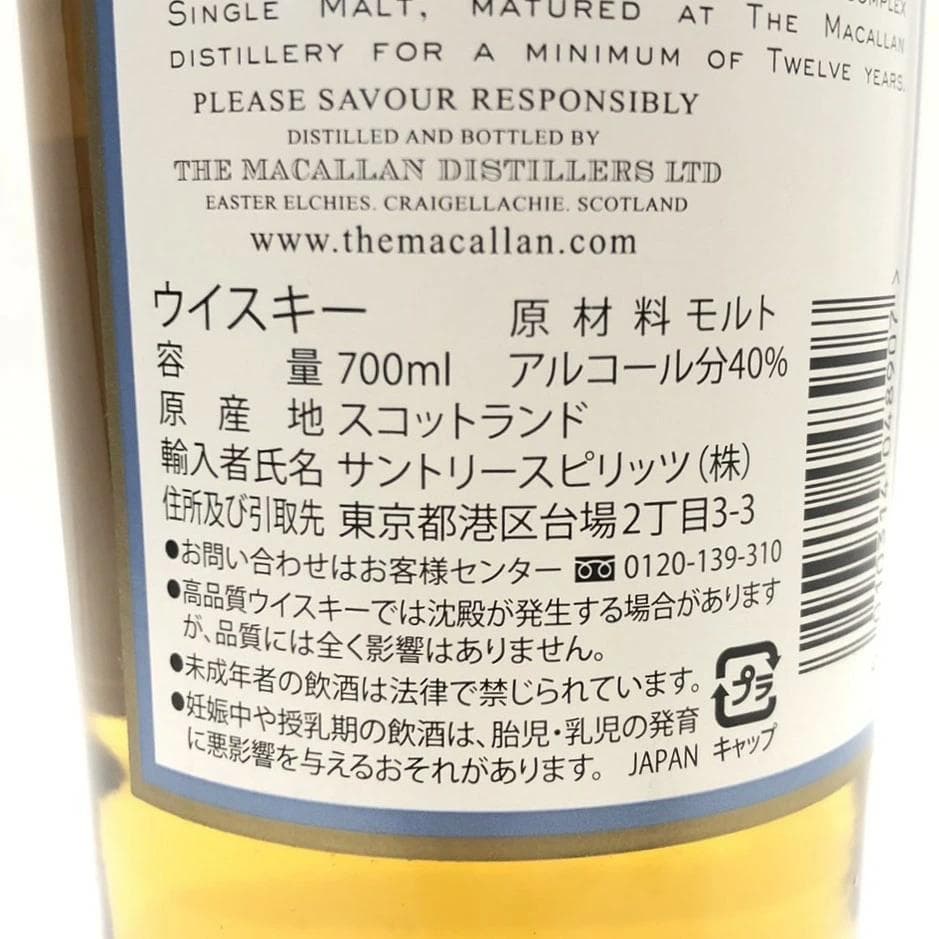 COMPLEX
SINGLE MALT, MATURED AT THE MACALLAN
DISTILLERY FOR A MINIMUM OF TWELVE YEARS.
PLEASE SAVOUR RESPONSIBLY
DISTILLED AND BOTTLED BY
THE MACALLAN DISTILLERS LTD
EASTER ELCHIES. CRAIGELLACHIE. SCOTLAND
www.themacallan.com
ウイスキー 原材料 モルト
容量 700ml アルコール分40%
原産地 スコットランド
輸入者氏名 サントリースピリッツ(株)
住所及び引取先 東京都港区台場2丁目3-3
●お問い合わせはお客様センター 0120-139-310
●高品質ウイスキーでは沈殿が発生する場合があります
が、品質には全く影響はありません。
●未成年者の飲酒は法律で禁じられています。
●妊娠中や授乳期の飲酒は、胎児・乳児の発育
に悪影響を与えるおそれがあります。 JAPAN
プラ
キャップ